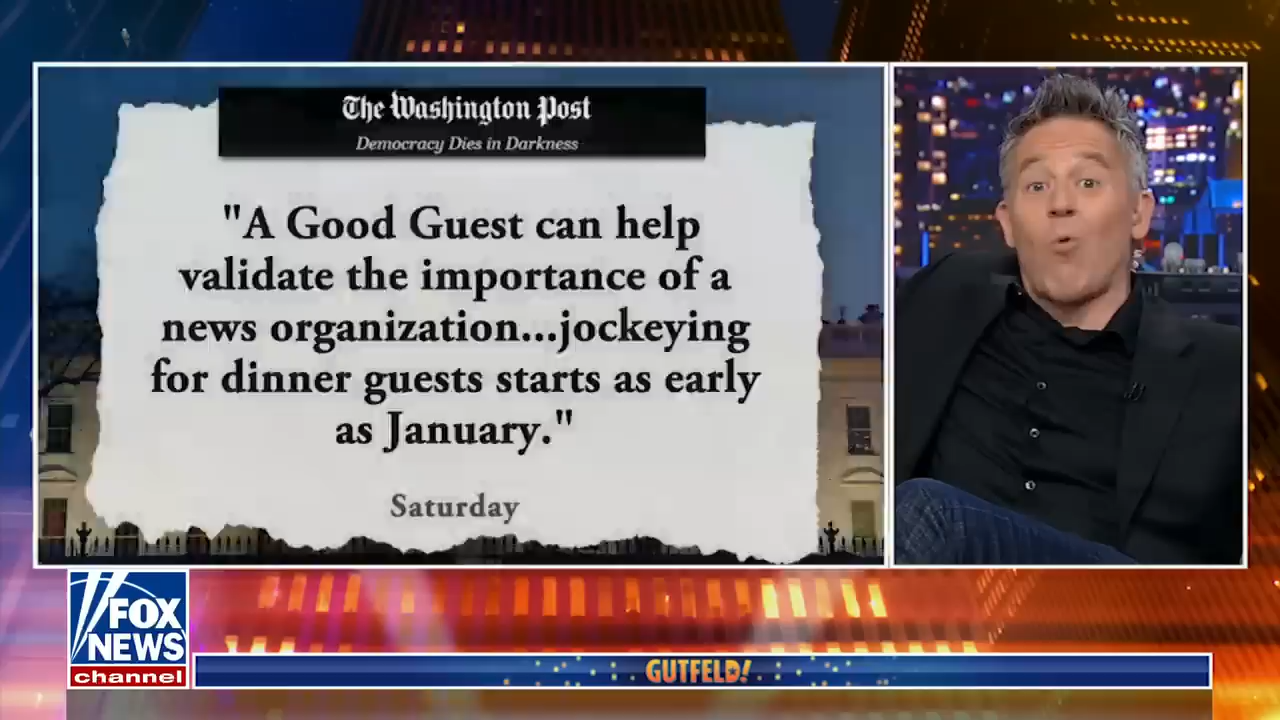 The Washington Post
Democracy Dies in Darkness
"A Good Guest can help
validate the importance of a
news organization...jockeying
for dinner guests starts as early
as January."
Saturday
FOX
NEWS
channel
GUTFELD!